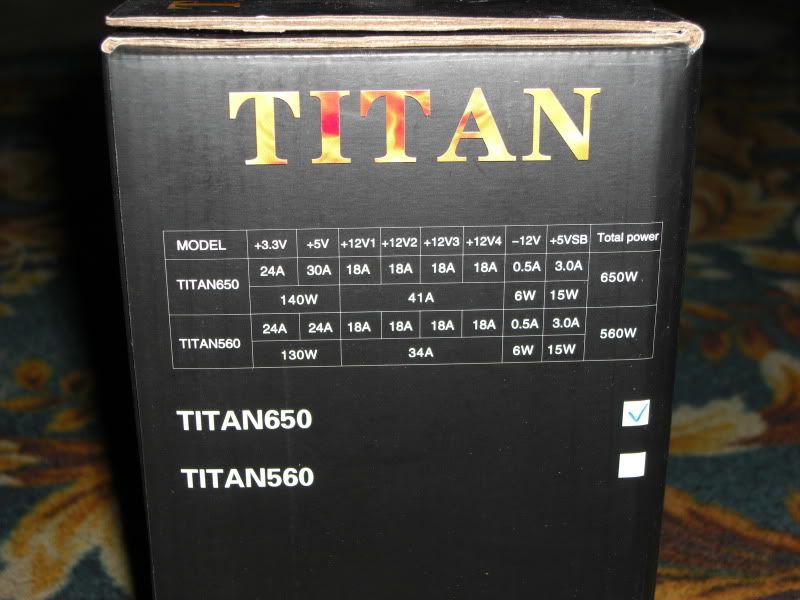 TITAN
MODEL +3.3V +5V +12V1 +12V2 +12V3 +12V4 −12V +5VSB Total power
TITAN650 24A 30A 18A 18A 18A 18A 0.5A 3.0A 650W
140W 41A 6W 15W
TITAN560 24A 24A 18A 18A 18A 18A 0.5A 3.0A 560W
130W 34A 6W 15W
TITAN650
TITAN560